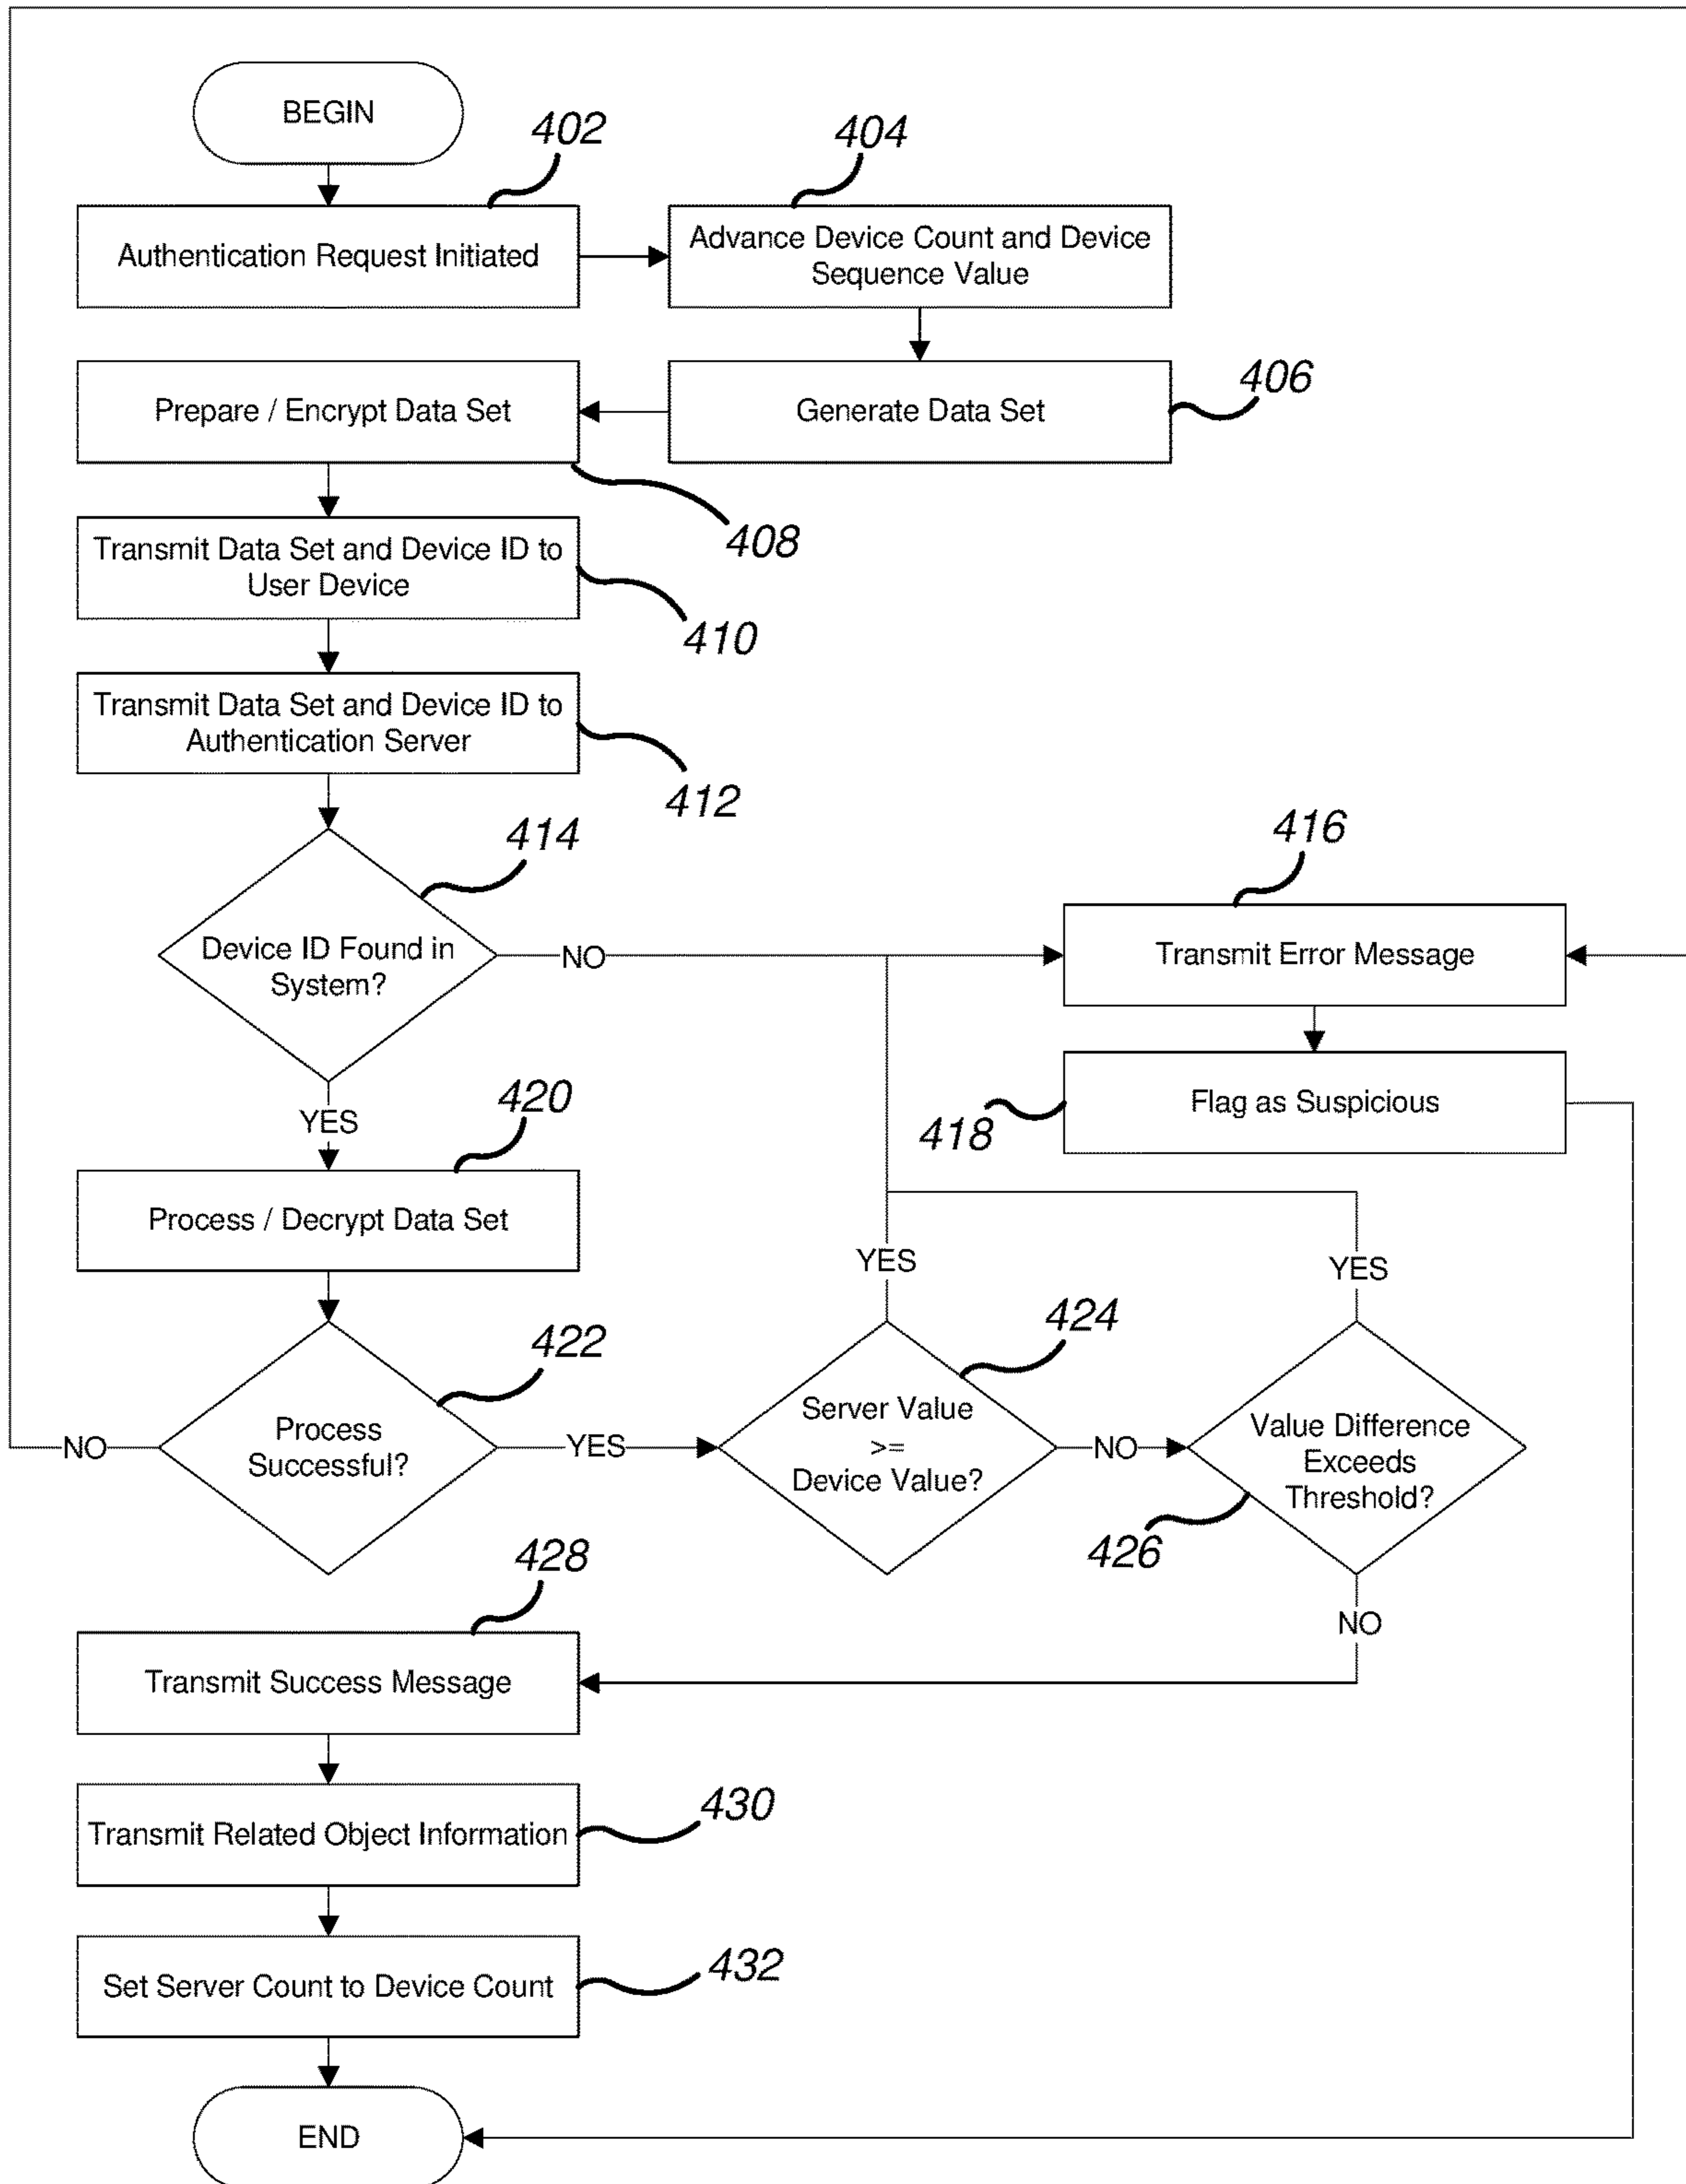 BEGIN
402
404
Authentication Request Initiated
Advance Device Count and Device
Sequence Value
Prepare / Encrypt Data Set
Generate Data Set
406
408
Transmit Data Set and Device ID to
User Device
410
Transmit Data Set and Device ID to
Authentication Server
412
414
416
Device ID Found in
System?
NO
Transmit Error Message
YES
420
418
Flag as Suspicious
Process / Decrypt Data Set
YES
YES
422
424
Process
Successful?
NO
YES
Server Value
>=
Device Value?
NO
Value Difference
Exceeds
Threshold?
426
NO
428
Transmit Success Message
Transmit Related Object Information
430
Set Server Count to Device Count
432
END